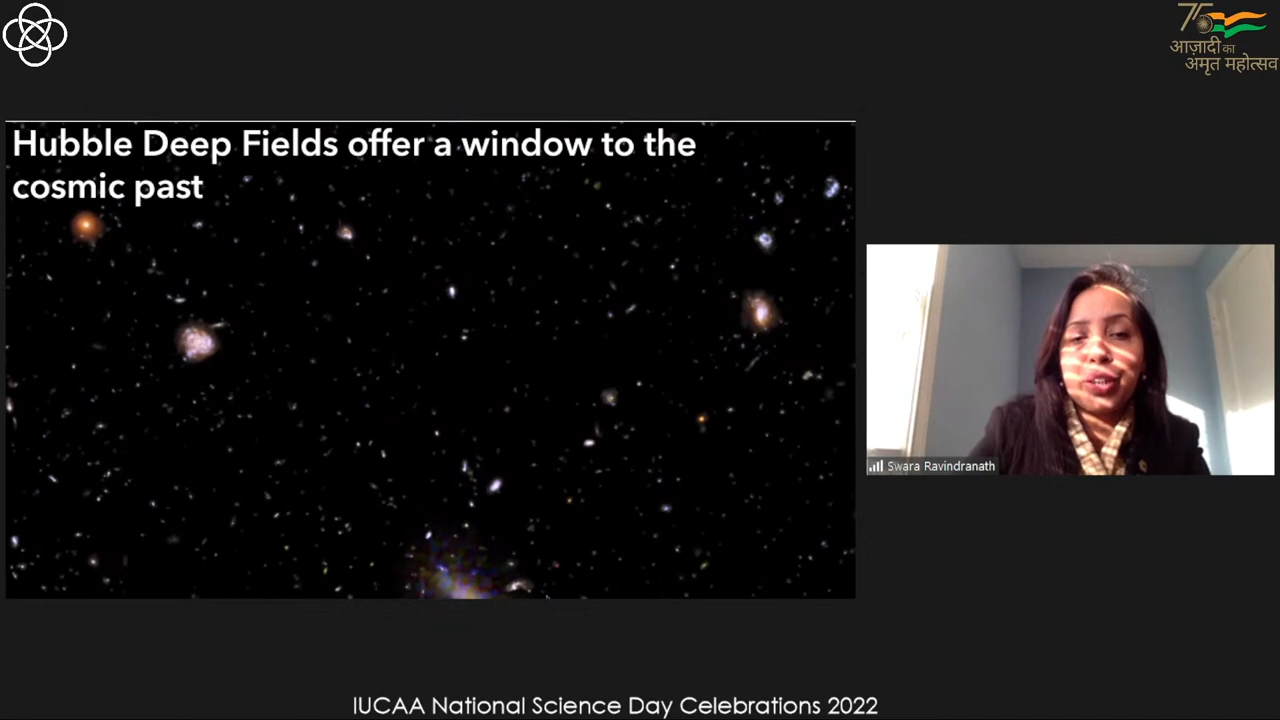 75
आज़ादी का
अमृत महोत्सव
Hubble Deep Fields offer a window to the
cosmic past
Swara Ravindranath
IUCAA National Science Day Celebrations 2022